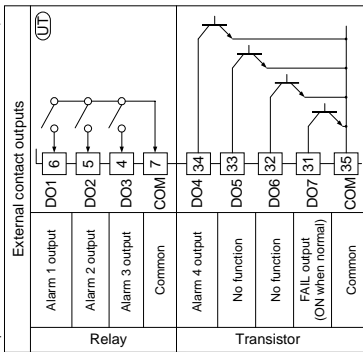 External contact outputs
UT
Relay
Alarm 1 output
DO1
6
Alarm 2 output
DO2
5
Alarm 3 output
DO3
4
Common
COM
7
Transistor
Alarm 4 output
DO4
34
No function
DO5
33
No function
DO6
32
FAIL output
(ON when normal)
DO7
31
Common
COM
35